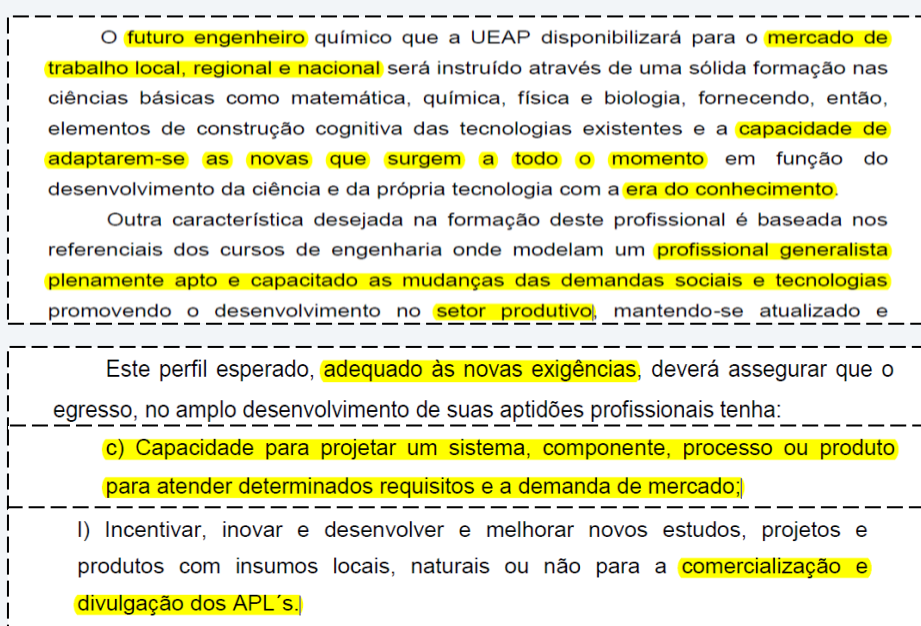 O futuro engenheiro químico que a UEAP disponibilizará para o mercado de
trabalho local, regional e nacional será instruído através de uma sólida formação nas
ciências básicas como matemática, química, física e biologia, fornecendo, então,
elementos de construção cognitiva das tecnologias existentes e a capacidade de
adaptarem-se as novas que surgem a todo o momento em função do
desenvolvimento da ciência e da própria tecnologia com a era do conhecimento.
Outra característica desejada na formação deste profissional é baseada nos
referenciais dos cursos de engenharia onde modelam um profissional generalista
plenamente apto e capacitado as mudanças das demandas sociais e tecnologias
promovendo o desenvolvimento no setor produtivo, mantendo-se atualizado e
Este perfil esperado, adequado às novas exigências, deverá assegurar que o
egresso, no amplo desenvolvimento de suas aptidões profissionais tenha:
c) Capacidade para projetar um sistema, componente, processo ou produto
para atender determinados requisitos e a demanda de mercado;
l) Incentivar, inovar e desenvolver e melhorar novos estudos, projetos e
produtos com insumos locais, naturais ou não para a comercialização e
divulgação dos APL´s.